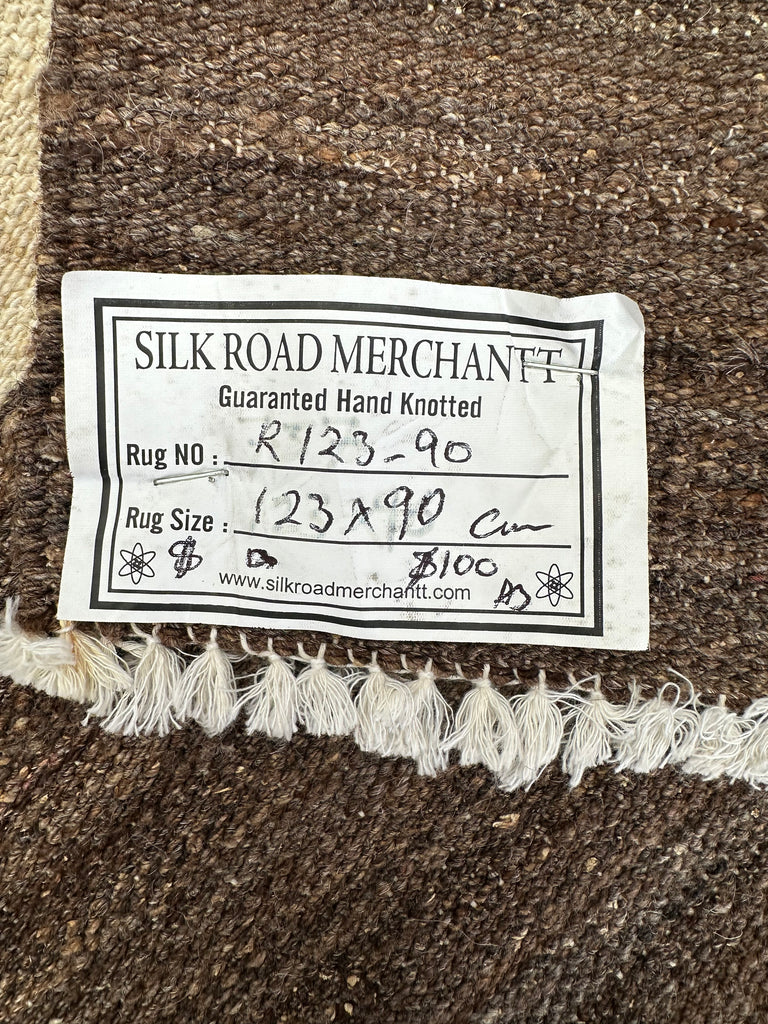 SILK ROAD MERCHANTT
Guaranted Hand Knotted
Rug NO : R123-90
Rug Size : 123x90 cm
$ $100
www.silkroadmerchantt.com